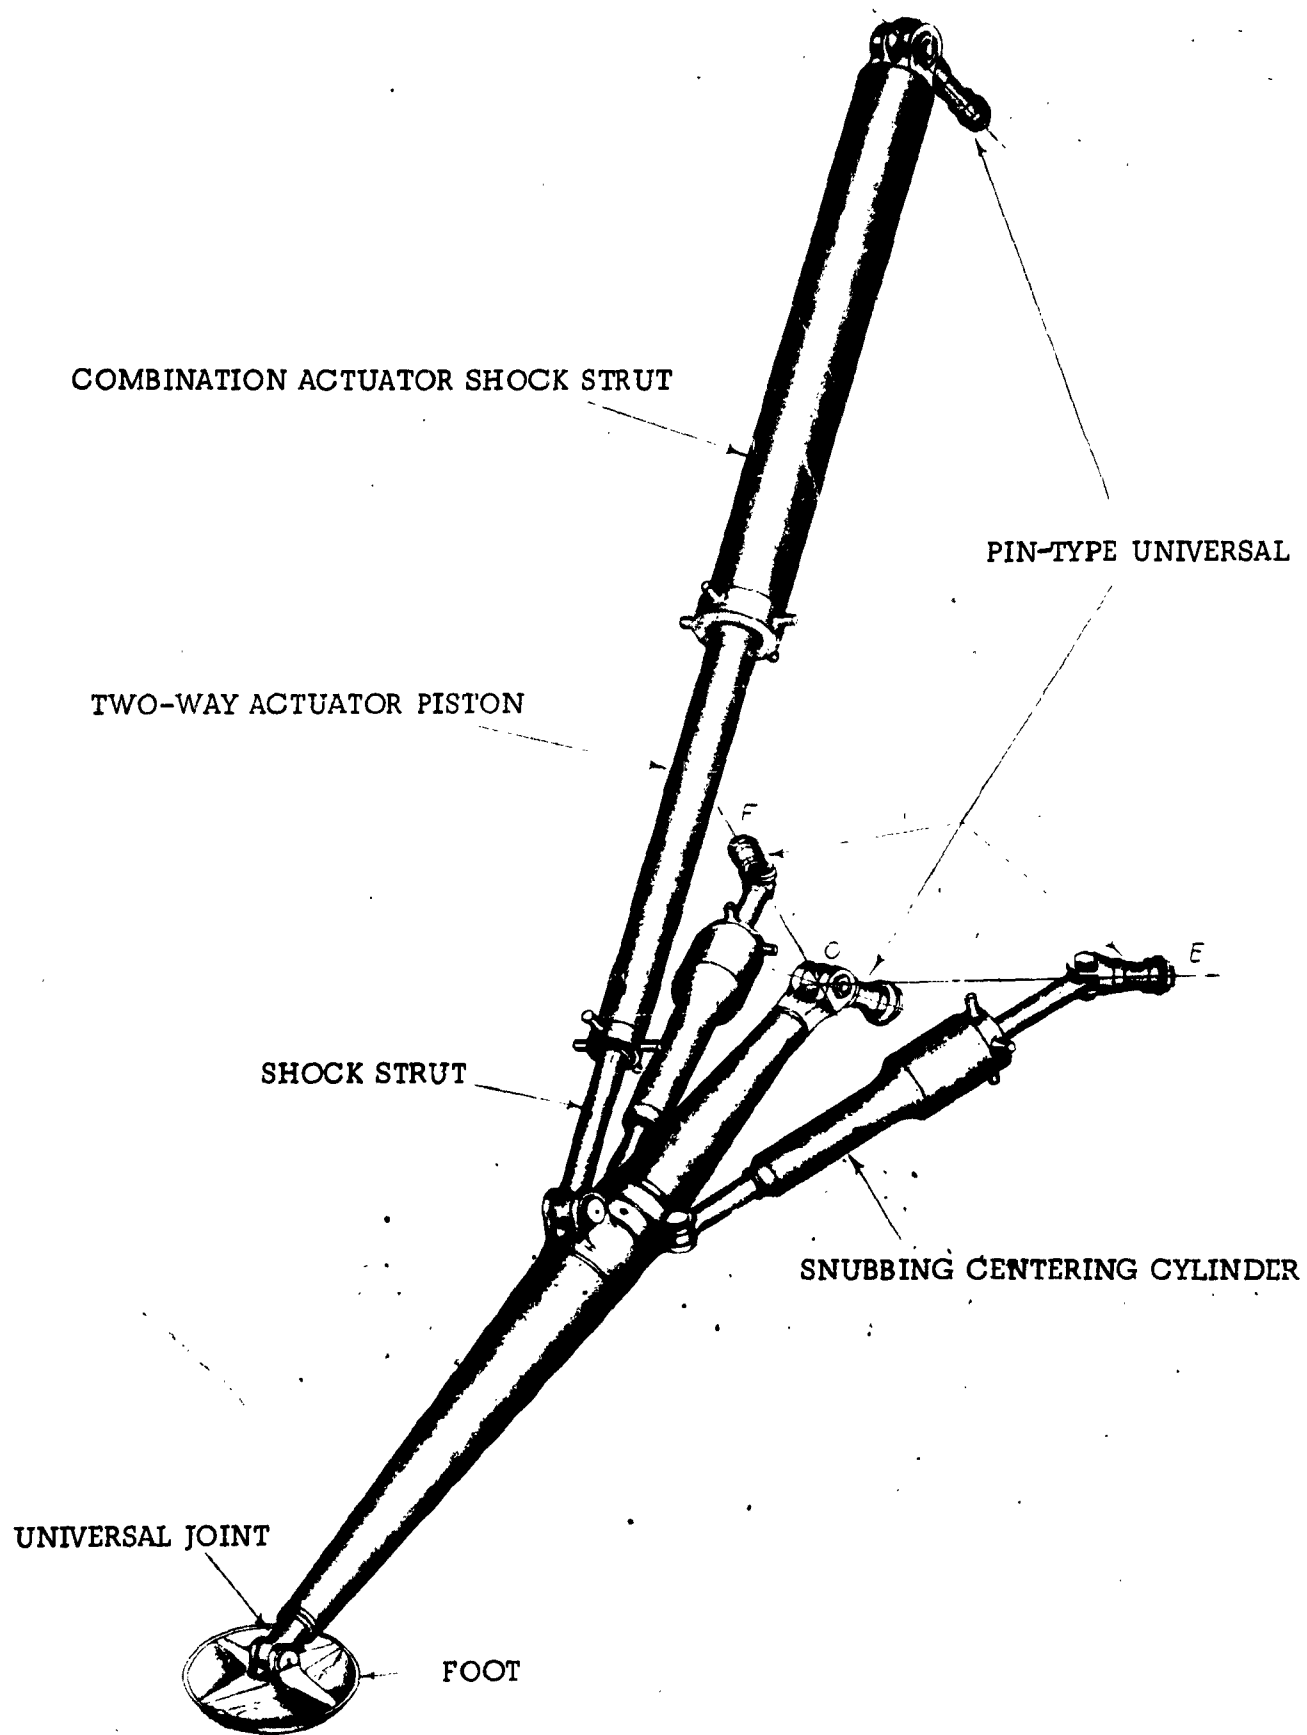 COMBINATION ACTUATOR SHOCK STRUT
PIN-TYPE UNIVERSAL
TWO-WAY ACTUATOR PISTON
F
C
E
SHOCK STRUT
SNUBBING CENTERING CYLINDER
UNIVERSAL JOINT
FOOT